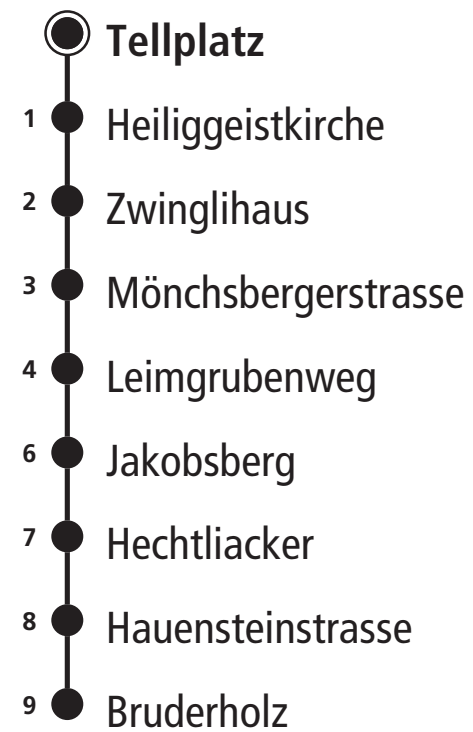 Tellplatz
1 Heiliggeistkirche
2 Zwinglihaus
3 Mönchsbergerstrasse
4 Leimgrubenweg
6 Jakobsberg
7 Hechtliacker
8 Hauensteinstrasse
9 Bruderholz